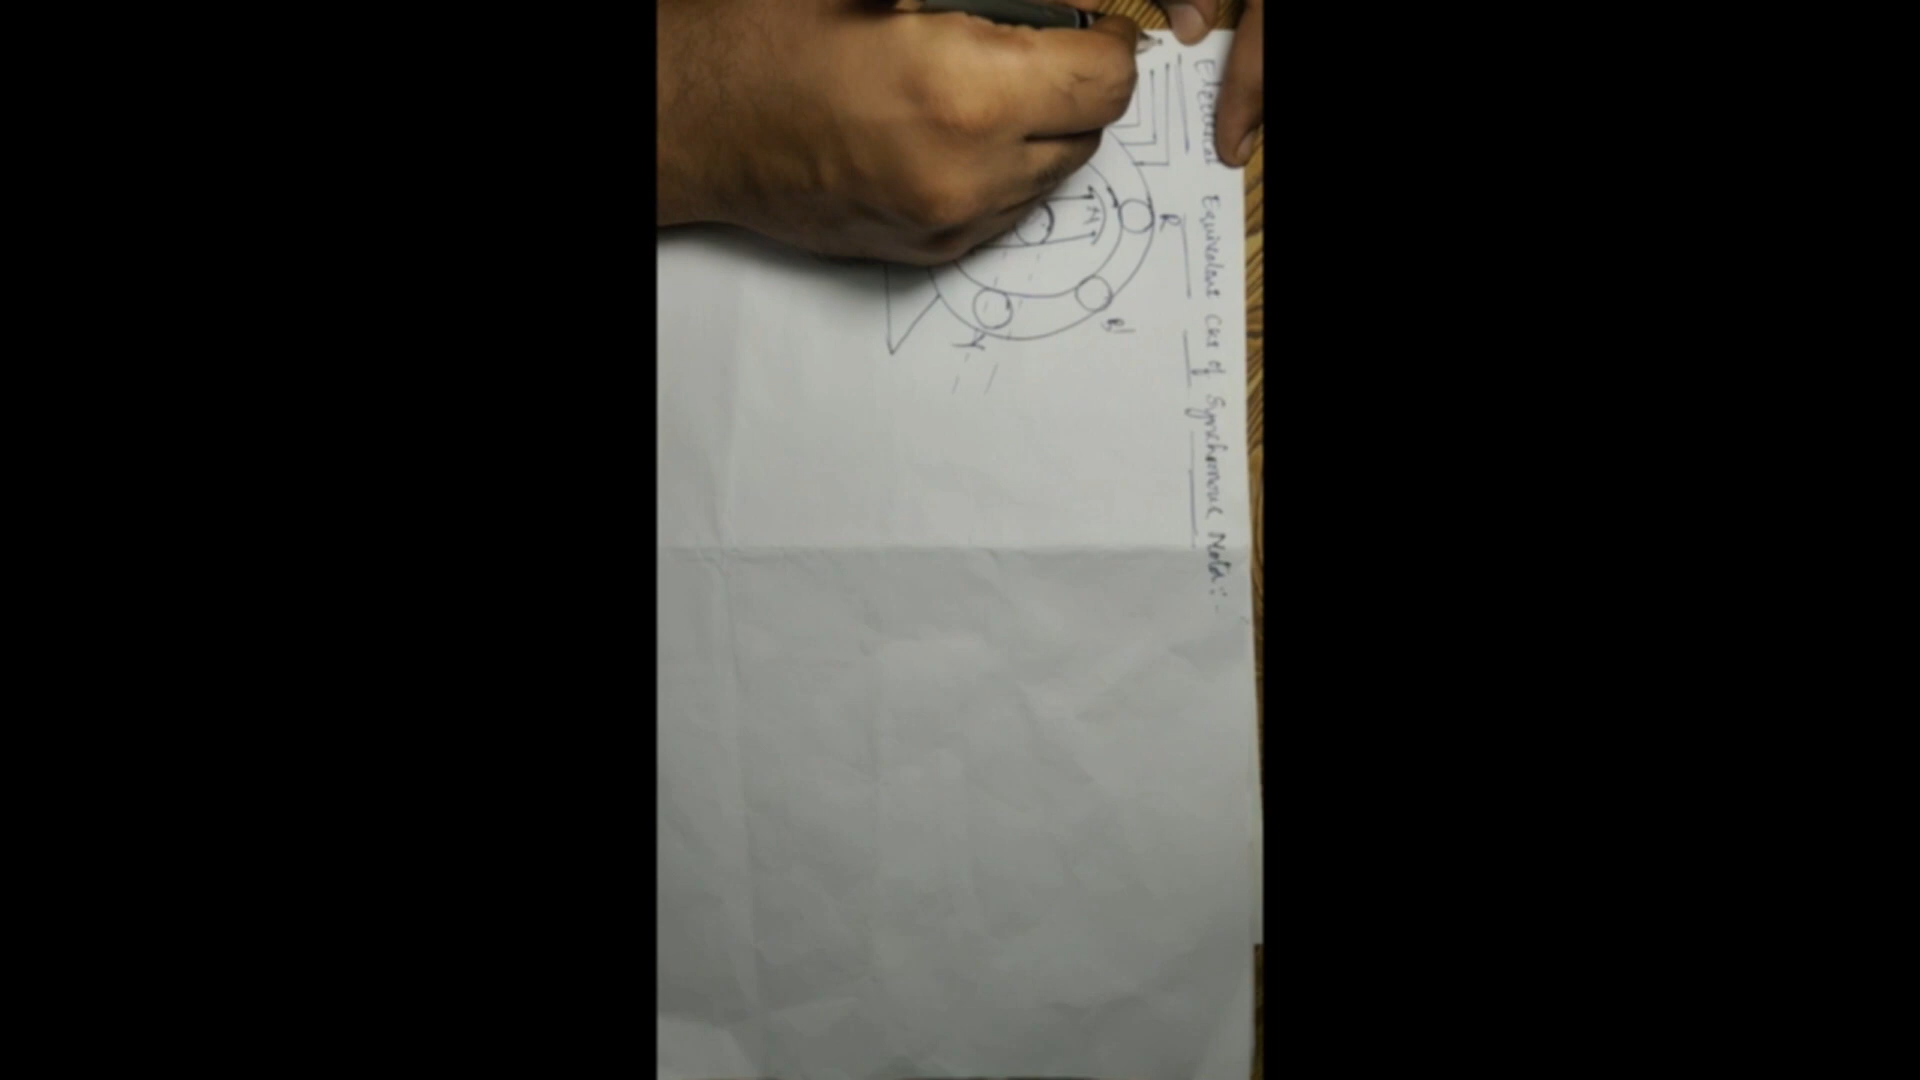 Electrical Equivalent Ckt of Synchronous Motor:-
R
N
B'
Y